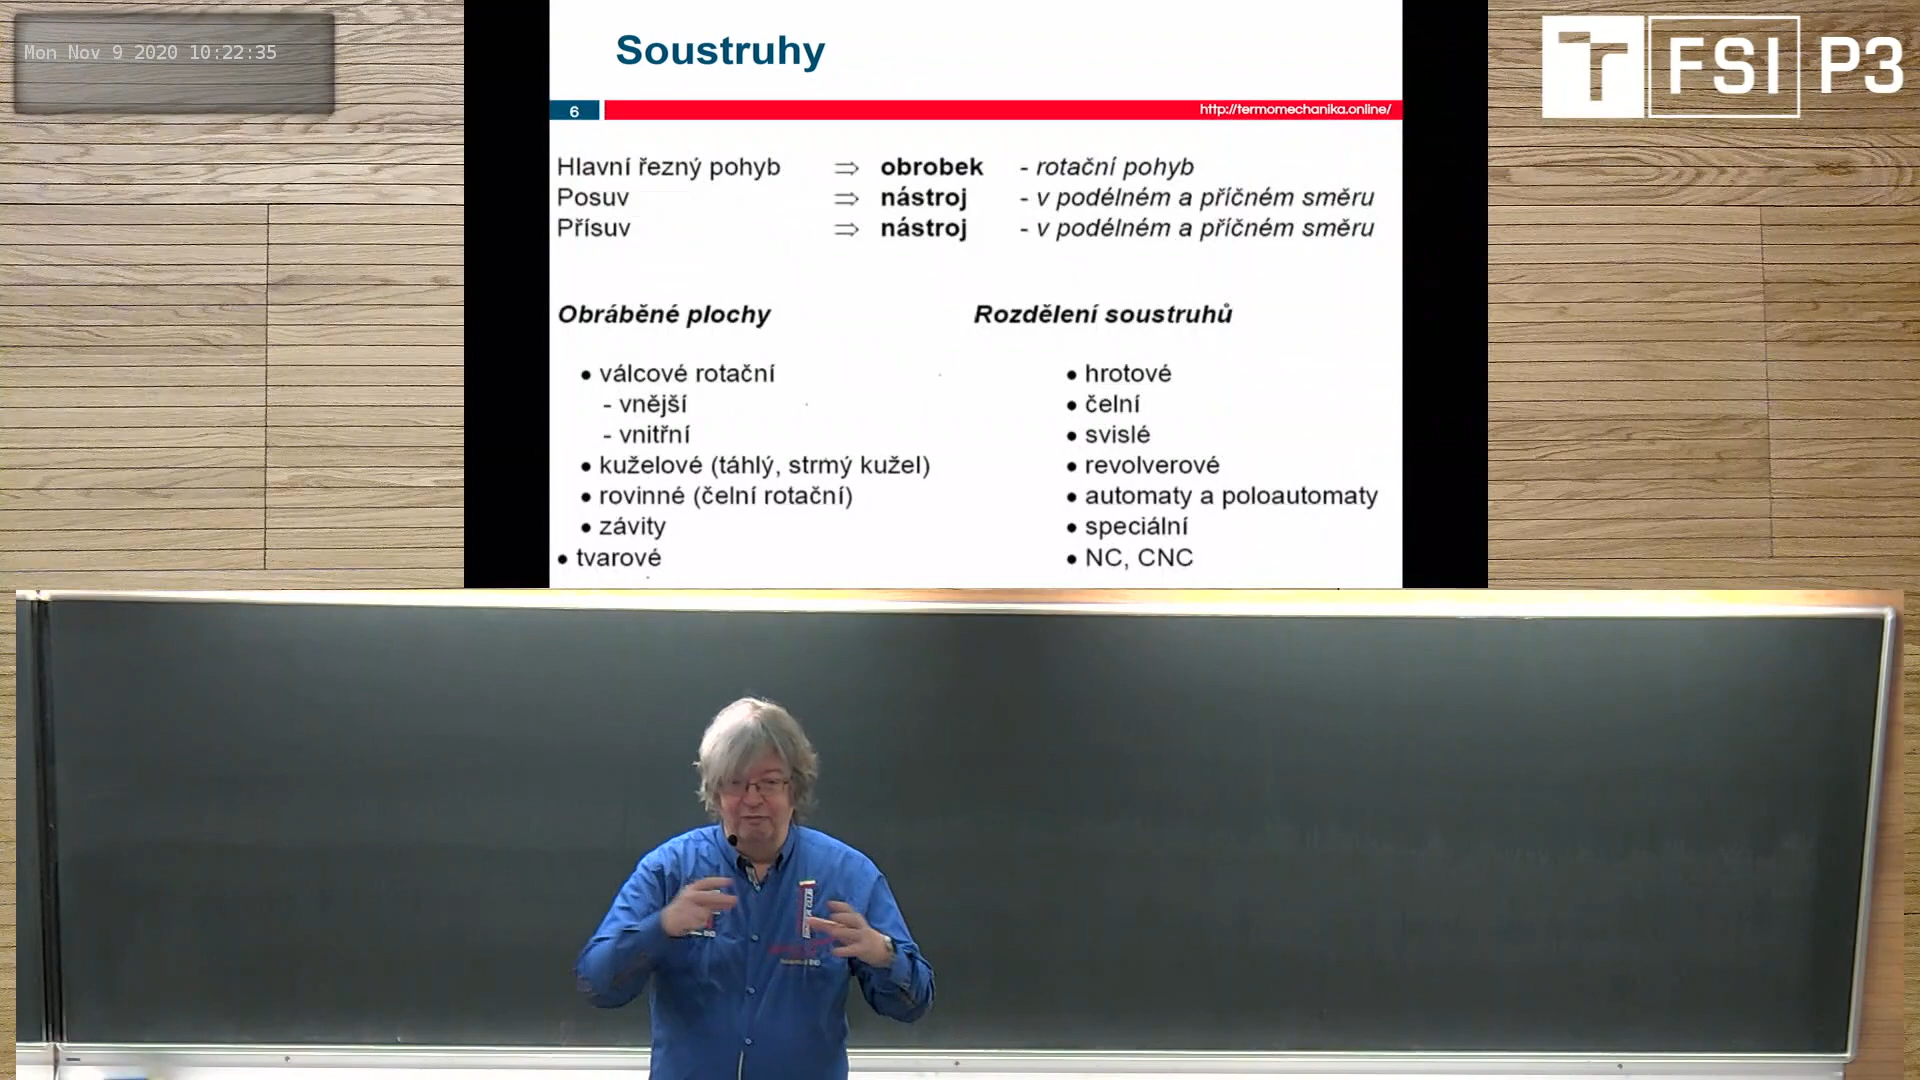 Mon Nov 9 2020 10:22:35
Soustruhy
T FSI P3
6
http://termomechanika.online/
Hlavní řezný pohyb ⇒ obrobek - rotační pohyb
Posuv ⇒ nástroj - v podélném a příčném směru
Přísuv ⇒ nástroj - v podélném a příčném směru
Obráběné plochy
• válcové rotační
- vnější
- vnitřní
• kuželové (táhlý, strmý kužel)
• rovinné (čelní rotační)
• závity
• tvarové
Rozdělení soustruhů
• hrotové
• čelní
• svislé
• revolverové
• automaty a poloautomaty
• speciální
• NC, CNC